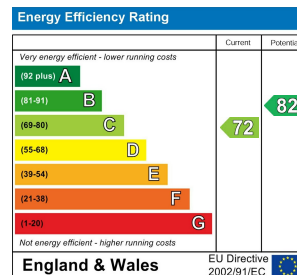 Energy Efficiency Rating
Current Potentia
Very energy efficient - lower running costs
(92 plus) A
(81-91) B
82
(69-80) C
72
(55-68) D
(39-54) E
(21-38) F
(1-20) G
Not energy efficient - higher running costs
England & Wales
EU Directive
2002/91/EC